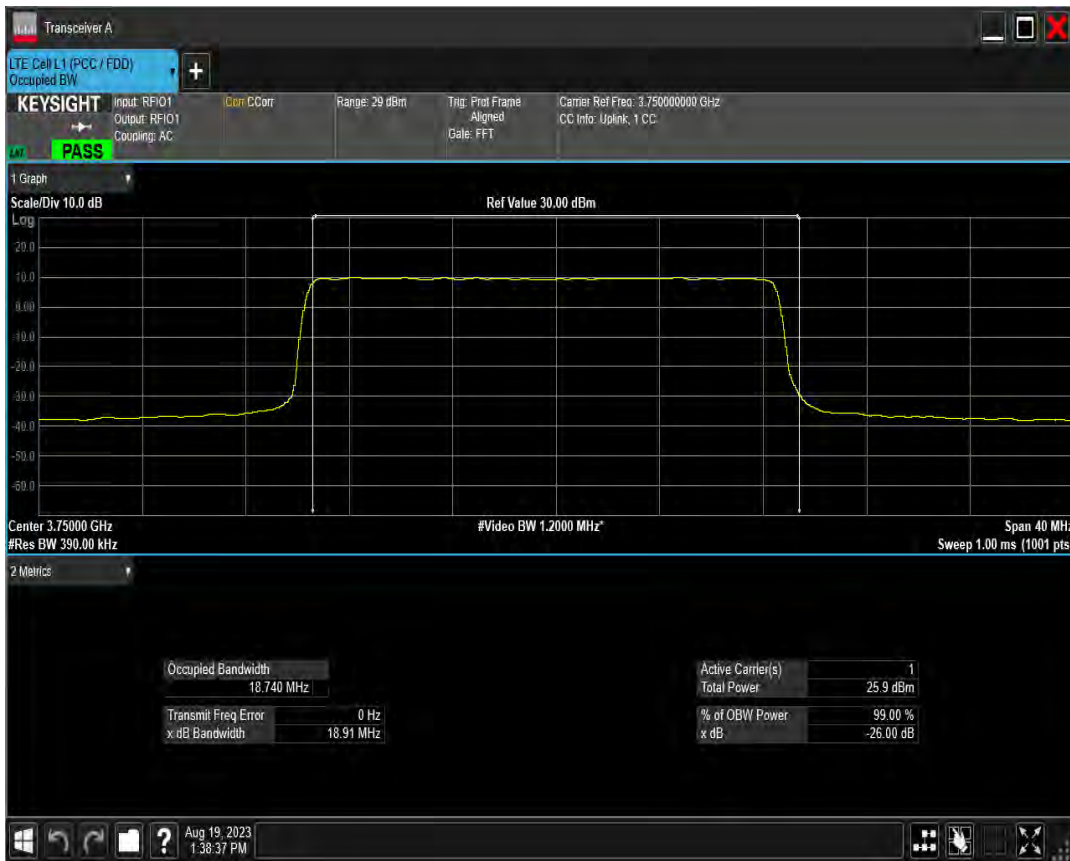 Transceiver A
LTE Cell L1 (PCC / FDD)
Occupied BW
+
KEYSIGHT
PASS
Input: RFIO1
Output: RFIO1
Coupling: AC
Corr CCorr
Range: 29 dBm
Trig: Prot Frame
Aligned
Gate: FFT
Carrier Ref Freq: 3.750000000 GHz
CC Info: Uplink, 1 CC
1 Graph
Scale/Div 10.0 dB
Ref Value 30.00 dBm
Log
20.0
10.0
0.00
-10.0
-20.0
-30.0
-40.0
-50.0
-60.0
Center 3.75000 GHz
#Video BW 1.2000 MHz*
Span 40 MHz
#Res BW 390.00 kHz
Sweep 1.00 ms (1001 pts
2 Metrics
Occupied Bandwidth
18.740 MHz
Transmit Freq Error 0 Hz
x dB Bandwidth 18.91 MHz
Active Carrier(s) 1
Total Power 25.9 dBm
% of OBW Power 99.00 %
x dB -26.00 dB
?
Aug 19, 2023
1:38:37 PM